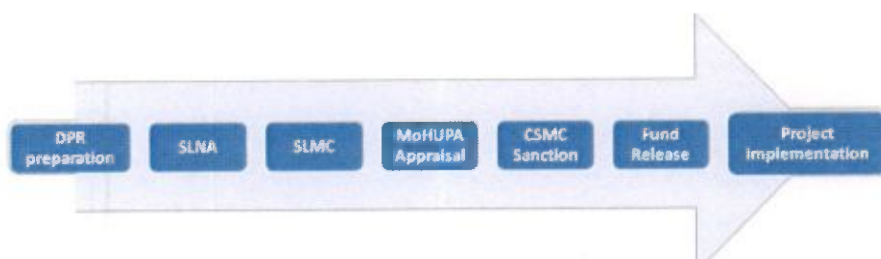 DPR
preparation
SLNA
SLMC
MoHUPA
Appraisal
CSMC
Sanction
Fund
Release
Project
Implementation